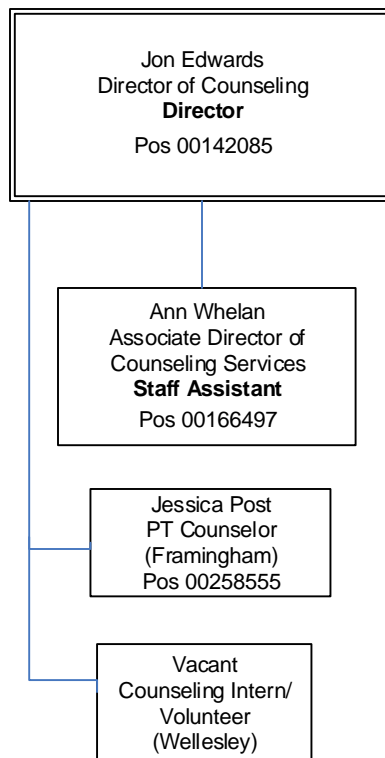 Jon Edwards
Director of Counseling
Director
Pos 00142085
Ann Whelan
Associate Director of
Counseling Services
Staff Assistant
Pos 00166497
Jessica Post
PT Counselor
(Framingham)
Pos 00258555
Vacant
Counseling Intern/
Volunteer
(Wellesley)